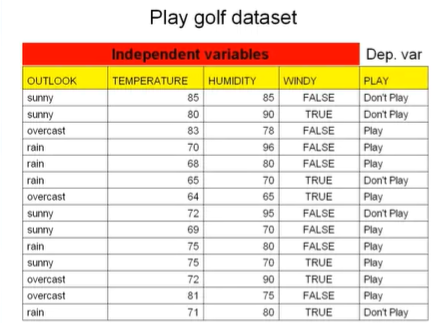 Play golf dataset
Independent variables Dep. var
OUTLOOK TEMPERATURE HUMIDITY WINDY PLAY
sunny 85 85 FALSE Don't Play
sunny 80 90 TRUE Don't Play
overcast 83 78 FALSE Play
rain 70 96 FALSE Play
rain 68 80 FALSE Play
rain 65 70 TRUE Don't Play
overcast 64 65 TRUE Play
sunny 72 95 FALSE Don't Play
sunny 69 70 FALSE Play
rain 75 80 FALSE Play
sunny 75 70 TRUE Play
overcast 72 90 TRUE Play
overcast 81 75 FALSE Play
rain 71 80 TRUE Don't Play